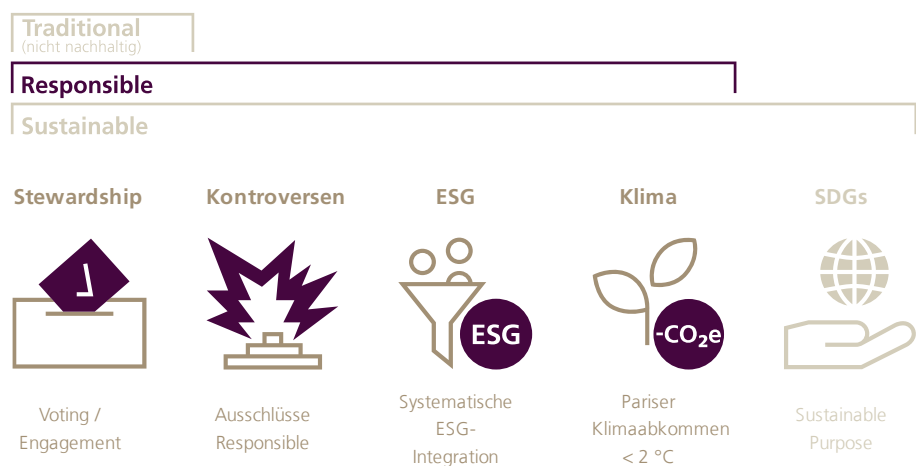 Traditional
(nicht nachhaltig)
Responsible
Sustainable
Stewardship
Kontroversen
ESG
Klima
SDGs
ESG
-CO₂e
Voting /
Engagement
Ausschlüsse
Responsible
Systematische
ESG-
Integration
Pariser
Klimaabkommen
< 2 °C
Sustainable
Purpose